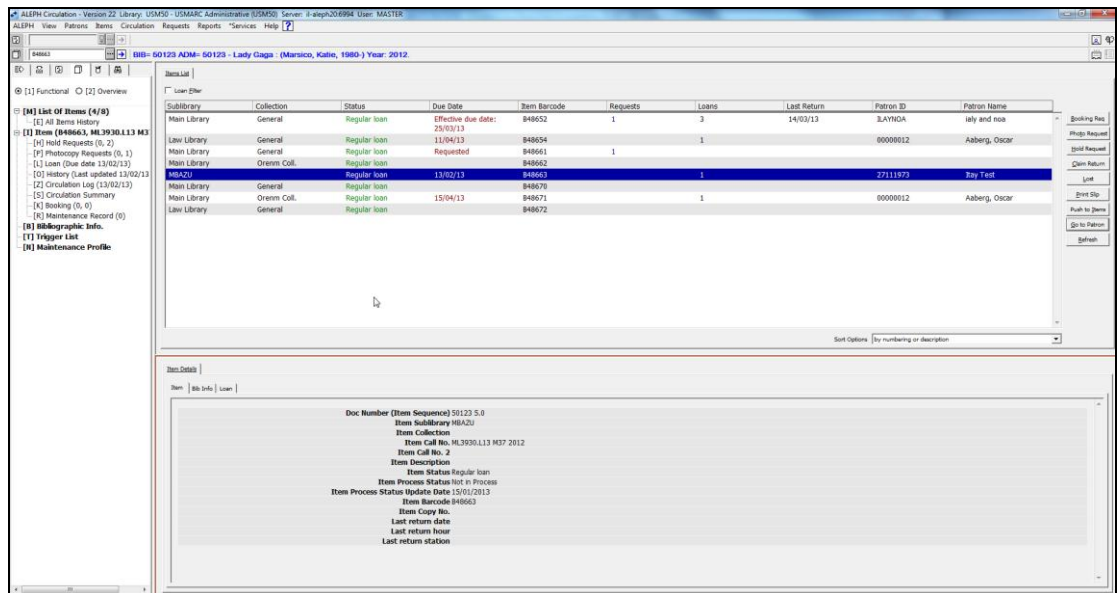 ALEPH Circulation - Version 22 Library: USM50 - USMARC Administrative (USM50) Server: il-aleph20:6994 User: MASTER
ALEPH View Patrons Items Circulation Requests Reports *Services Help ?
848663 BIB= 50123 ADM= 50123 - Lady Gaga : (Marsico, Katie, 1980-) Year: 2012.
[1] Functional [2] Overview
[M] List Of Items (4/8)
[E] All Items History
[I] Item (B48663, ML3930.L13 M3
[H] Hold Requests (0, 2)
[P] Photocopy Requests (0, 1)
[L] Loan (Due date 13/02/13)
[O] History (Last updated 13/02/13
[Z] Circulation Log (13/02/13)
[S] Circulation Summary
[K] Booking (0, 0)
[R] Maintenance Record (0)
[B] Bibliographic Info.
[T] Trigger List
[N] Maintenance Profile
Items List
Loan Filter
Sublibrary Collection Status Due Date Item Barcode Requests Loans Last Return Patron ID Patron Name
Main Library General Regular loan Effective due date: 25/03/13 B48652 1 3 14/03/13 ILAYNOA ialy and noa
Law Library General Regular loan 11/04/13 B48654 1 00000012 Aaberg, Oscar
Main Library General Regular loan Requested B48661 1
Main Library Orenm Coll. Regular loan B48662
MBAZU Regular loan 13/02/13 B48663 1 27111973 Itay Test
Main Library General Regular loan B48670
Main Library Orenm Coll. Regular loan 15/04/13 B48671 1 00000012 Aaberg, Oscar
Law Library General Regular loan B48672
Booking Req
Photo Request
Hold Request
Claim Return
Lost
Print Slip
Push to Items
Go to Patron
Refresh
Sort Options by numbering or description
Item Details
Item Bib Info Loan
Doc Number (Item Sequence) 50123 5.0
Item Sublibrary MBAZU
Item Collection
Item Call No. ML3930.L13 M37 2012
Item Call No. 2
Item Description
Item Status Regular loan
Item Process Status Not in Process
Item Process Status Update Date 15/01/2013
Item Barcode B48663
Item Copy No.
Last return date
Last return hour
Last return station